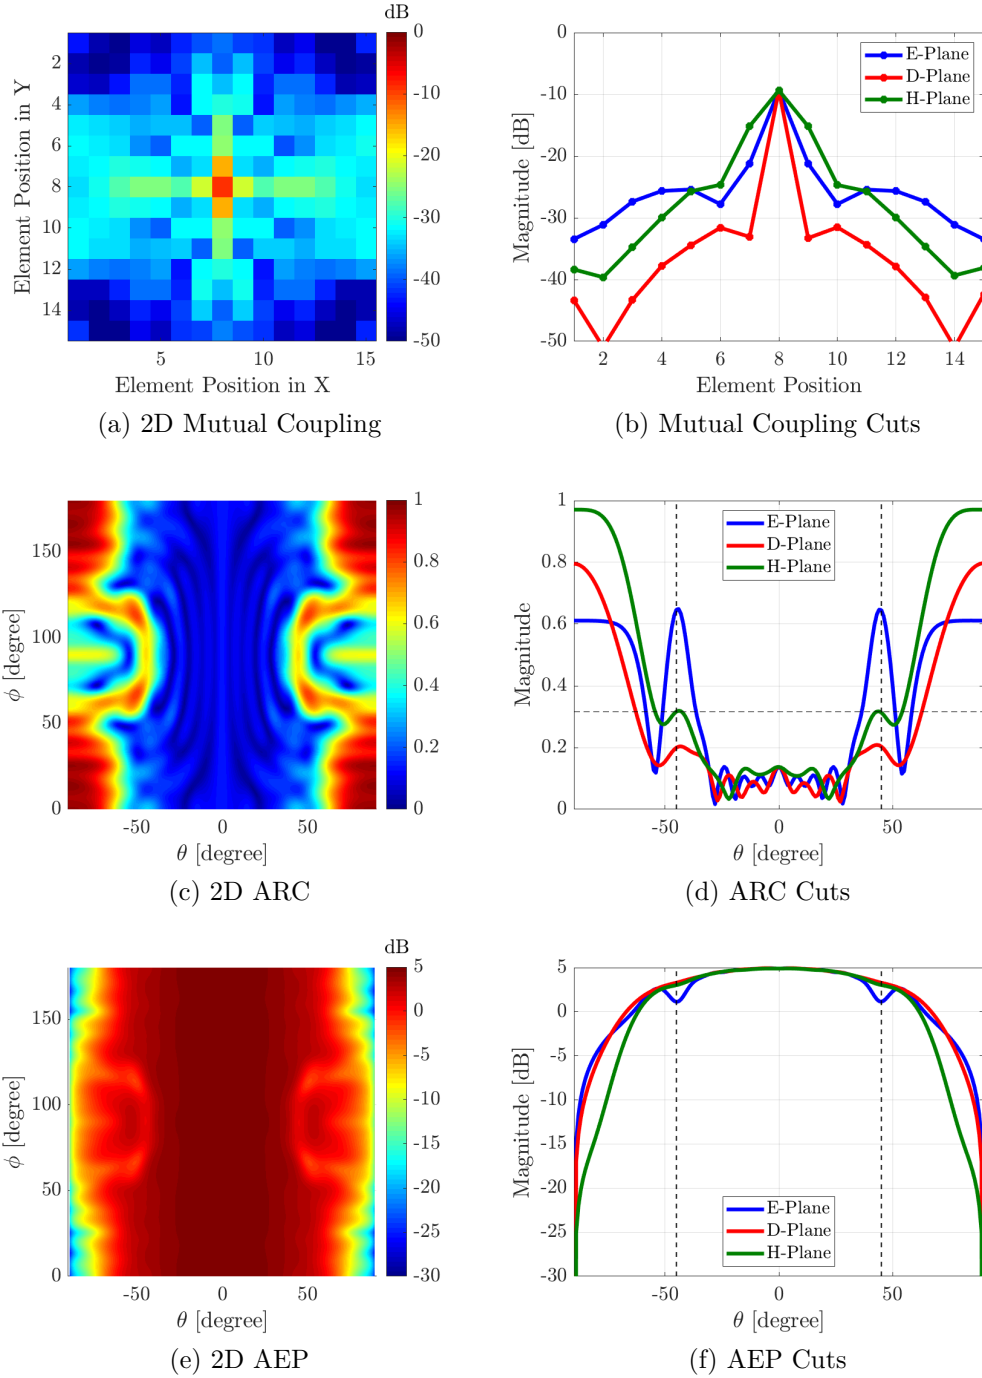 dB
0
-10
-20
-30
-40
-50
2
4
6
8
10
12
14
5
10
15
Element Position in Y
Element Position in X
(a) 2D Mutual Coupling
0
-10
-20
-30
-40
-50
2
4
6
8
10
12
14
Magnitude [dB]
Element Position
E-Plane
D-Plane
H-Plane
(b) Mutual Coupling Cuts
150
100
50
0
-50
0
50
1
0.8
0.6
0.4
0.2
0
ϕ [degree]
θ [degree]
(c) 2D ARC
1
0.8
0.6
0.4
0.2
0
-50
0
50
Magnitude
θ [degree]
E-Plane
D-Plane
H-Plane
(d) ARC Cuts
dB
5
0
-5
-10
-15
-20
-25
-30
150
100
50
0
-50
0
50
ϕ [degree]
θ [degree]
(e) 2D AEP
5
0
-5
-10
-15
-20
-25
-30
-50
0
50
Magnitude [dB]
θ [degree]
E-Plane
D-Plane
H-Plane
(f) AEP Cuts